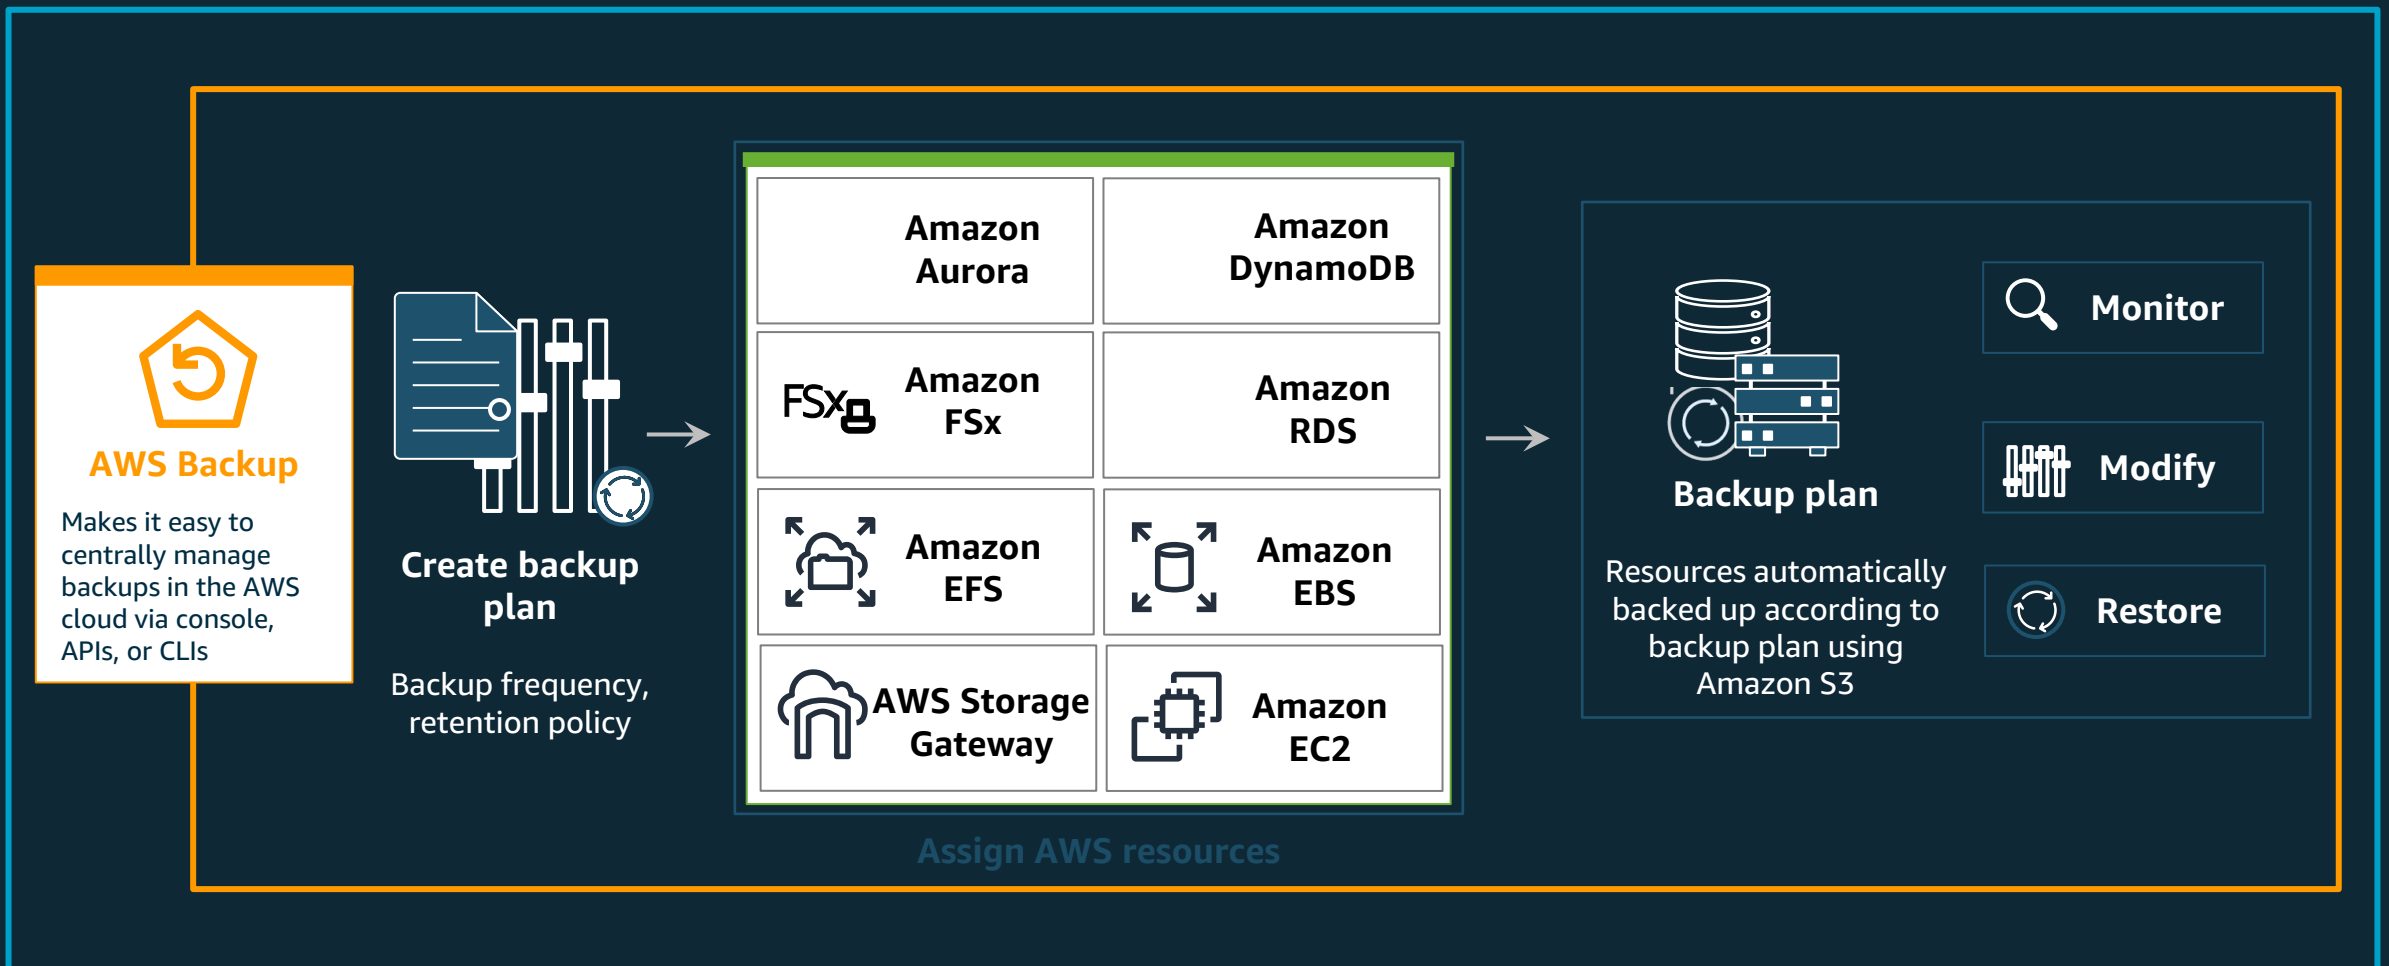 AWS Backup
Makes it easy to
centrally manage
backups in the AWS
cloud via console,
APIs, or CLIs
Create backup
plan
Backup frequency,
retention policy
Amazon
Aurora
Amazon
DynamoDB
FSx
Amazon
FSx
Amazon
RDS
Amazon
EFS
Amazon
EBS
AWS Storage
Gateway
Amazon
EC2
Assign AWS resources
Backup plan
Resources automatically
backed up according to
backup plan using
Amazon S3
Monitor
Modify
Restore